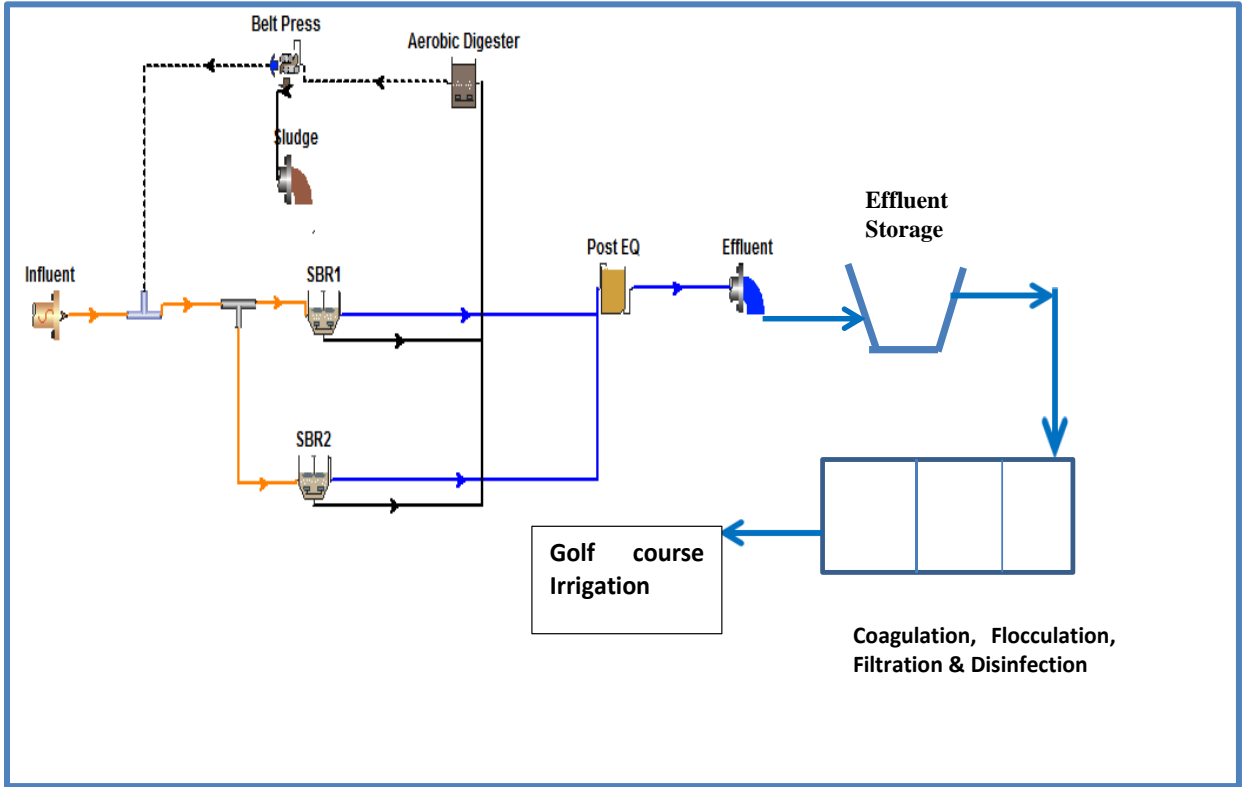 Belt Press
Aerobic Digester
Sludge
Effluent
Storage
Influent
SBR1
Post EQ
Effluent
SBR2
Golf course
Irrigation
Coagulation, Flocculation,
Filtration & Disinfection